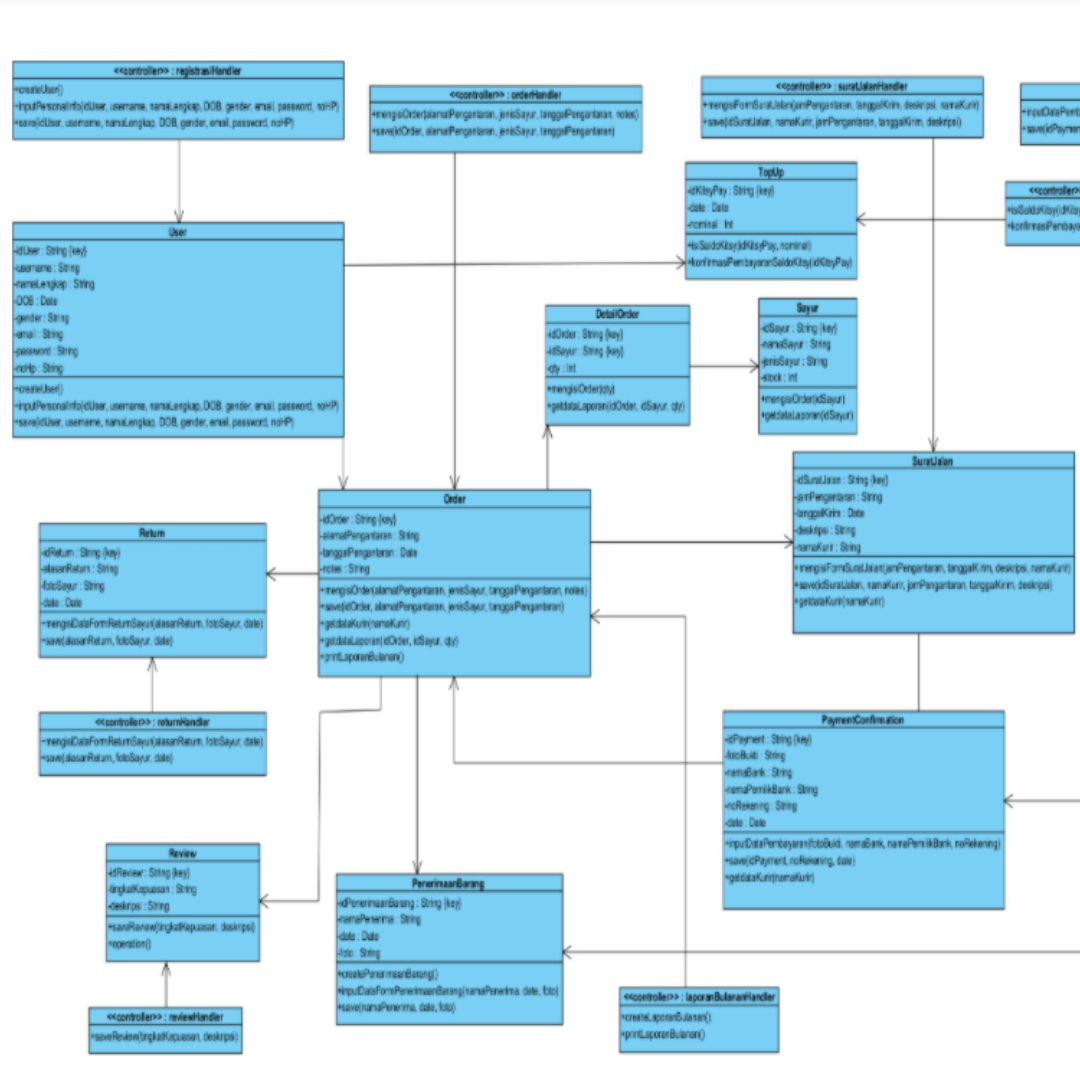 <<controller>> : registrasiHandler
+createUser()
+inputPersonalInfo(idUser, username, namaLengkap, DOB, gender, email, password, noHP)
+save(idUser, username, namaLengkap, DOB, gender, email, password, noHP)
<<controller>> : orderHandler
+mengisiOrder(alamatPengantaran, jenisSayur, tanggalPengantaran, notes)
+save(idOrder, alamatPengantaran, jenisSayur, tanggalPengantaran)
<<controller>> : suratJalanHandler
+mengisiFormSuratJalan(jamPengantaran, tanggalKirim, deskripsi, namaKurir)
+save(idSuratJalan, namaKurir, jamPengantaran, tanggalKirim, deskripsi)
+inputDataPemb
+save(idPaymen
<<controller>
+isiSaldoKitsy(idKitsy
+konfirmasiPembaya
TopUp
-idKitsyPay : String {key}
-date : Date
-nominal : Int
+isiSaldoKitsy(idKitsyPay, nominal)
+konfirmasiPembayaranSaldoKitsy(idKitsyPay)
User
-idUser : String {key}
-username : String
-namaLengkap : String
-DOB : Date
-gender : String
-email : String
-password : String
-noHp : String
+createUser()
+inputPersonalInfo(idUser, username, namaLengkap, DOB, gender, email, password, noHP)
+save(idUser, username, namaLengkap, DOB, gender, email, password, noHP)
DetailOrder
-idOrder : String {key}
-idSayur : String {key}
-qty : Int
+mengisiOrder(qty)
+getdataLaporan(idOrder, idSayur, qty)
Sayur
-idSayur : String {key}
-namaSayur : String
-jenisSayur : String
-stock : Int
+mengisiOrder(idSayur)
+getdataLaporan(idSayur)
SuratJalan
-idSuratJalan : String {key}
-jamPengantaran : String
-tanggalKirim : Date
-deskripsi : String
-namaKurir : String
+mengisiFormSuratJalan(jamPengantaran, tanggalKirim, deskripsi, namaKurir)
+save(idSuratJalan, namaKurir, jamPengantaran, tanggalKirim, deskripsi)
+getdataKurir(namaKurir)
Order
-idOrder : String {key}
-alamatPengantaran : String
-tanggalPengantaran : Date
-notes : String
+mengisiOrder(alamatPengantaran, jenisSayur, tanggalPengantaran, notes)
+save(idOrder, alamatPengantaran, jenisSayur, tanggalPengantaran)
+getdataKurir(namaKurir)
+getdataLaporan(idOrder, idSayur, qty)
+printLaporanBulanan()
Return
-idReturn : String {key}
-alasanReturn : String
-fotoSayur : String
-date : Date
+mengisiDataFormReturnSayur(alasanReturn, fotoSayur, date)
+save(alasanReturn, fotoSayur, date)
<<controller>> : returnHandler
+mengisiDataFormReturnSayur(alasanReturn, fotoSayur, date)
+save(alasanReturn, fotoSayur, date)
PaymentConfirmation
-idPayment : String {key}
-fotoBukti : String
-namaBank : String
-namaPemilikBank : String
-noRekening : String
-date : Date
+inputDataPembayaran(fotoBukti, namaBank, namaPemilikBank, noRekening)
+save(idPayment, noRekening, date)
+getdataKurir(namaKurir)
Review
-idReview : String {key}
-tingkatKepuasan : String
-deskripsi : String
+saveReview(tingkatKepuasan, deskripsi)
+operation()
PenerimaanBarang
-idPenerimaanBarang : String {key}
-namaPenerima : String
-date : Date
-foto : String
+createPenerimaanBarang()
+inputDataFormPenerimaanBarang(namaPenerima, date, foto)
+save(namaPenerima, date, foto)
<<controller>> : reviewHandler
+saveReview(tingkatKepuasan, deskripsi)
<<controller>> : laporanBulananHandler
+createLaporanBulanan()
+printLaporanBulanan()